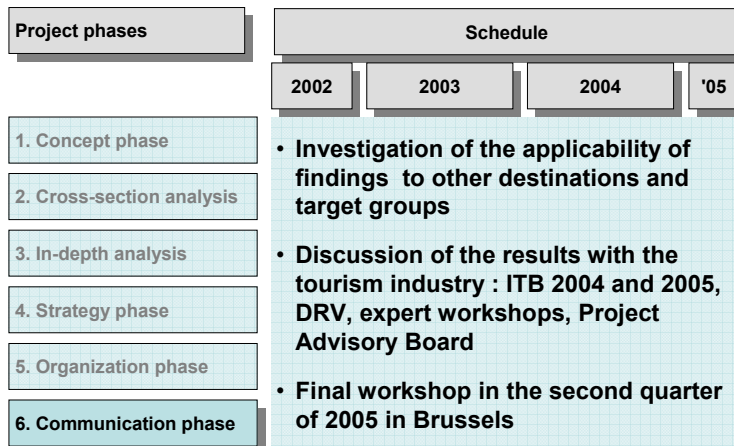 Project phases
Schedule
2002 2003 2004 '05
1. Concept phase
2. Cross-section analysis
3. In-depth analysis
4. Strategy phase
5. Organization phase
6. Communication phase
• Investigation of the applicability of
findings to other destinations and
target groups
• Discussion of the results with the
tourism industry : ITB 2004 and 2005,
DRV, expert workshops, Project
Advisory Board
• Final workshop in the second quarter
of 2005 in Brussels